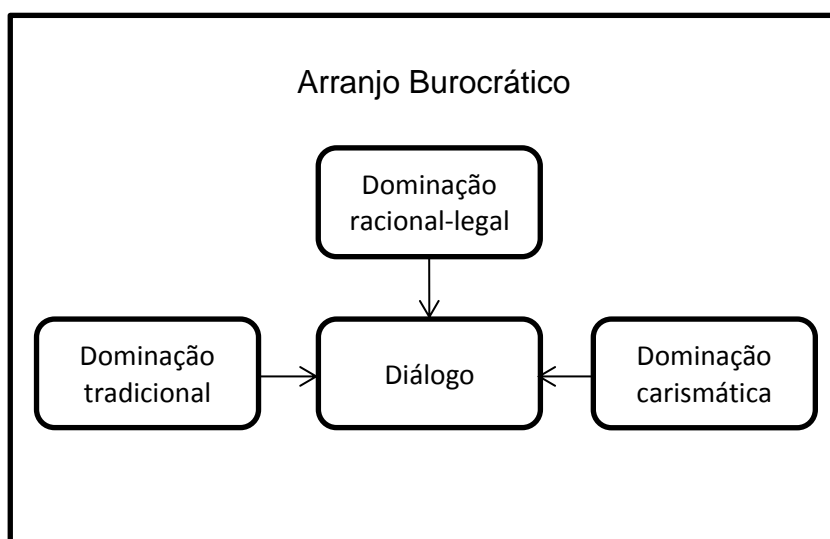 Arranjo Burocrático
Dominação
racional-legal
Dominação
tradicional
Diálogo
Dominação
carismática